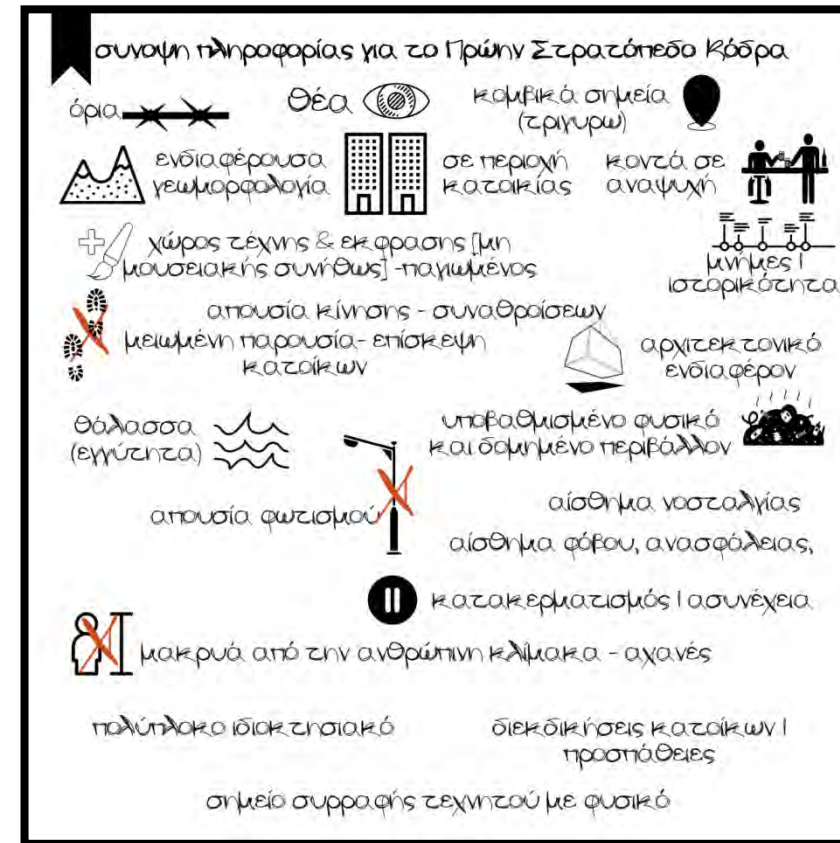 συνοψη πληροφορίας για το Πρώην Στρατόπεδο Κόδρα
όρια
θέα
κομβικά σημεία
(τριγυρω)
ενδιαφέρουσα
γεωμορφολογία
σε περιοχή
κατοικίας
κοντά σε
αναψυχή
χώρος τέχνης & εκφρασης [μη
μουσειακής συνήθως] -παγιωμένος
μνήμες |
ιστορικότητα
απουσία κίνησης - συναθροίσεων
μειωμένη παρουσία- επίσκεψη
κατοίκων
αρχιτεκτονικό
ενδιαφέρον
θάλασσα
(εγγύτητα)
υποβαθμισμένο φυσικό
και δομημένο περιβάλλον
απουσία φωτισμού
αίσθημα νοσταλγίας
αίσθημα φόβου, ανασφάλειας,
κατακερματισμός | ασυνέχεια
μακρυά από την ανθρώπινη κλίμακα - αχανές
πολύπλοκο ιδιοκτησιακό
διεκδικήσεις κατοίκων |
προσπάθειες
σημείο συρραφής τεχνητού με φυσικό